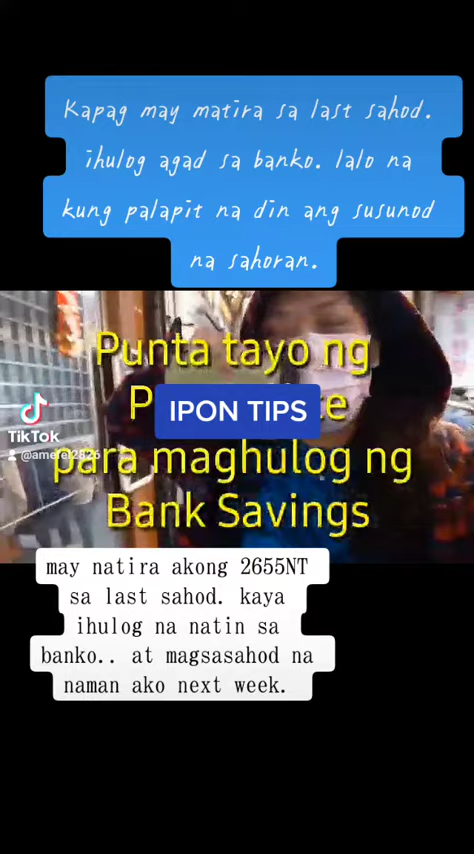 Kapag may matira sa last sahod.
ihulog agad sa banko. lalo na
kung palapit na din ang susunod
na sahoran.
Punta tayo ng
P
IPON TIPS
e
TikTok
para maghulog ng
Bank Savings
may natira akong 2655NT
sa last sahod. kaya
ihulog na natin sa
banko.. at magsasahod na
naman ako next week.